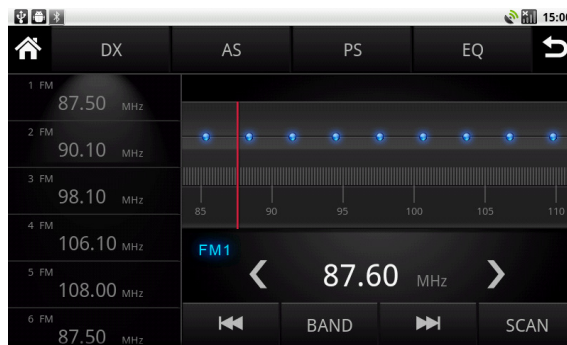 15:06
DX AS PS EQ
1 FM
87.50 MHz
2 FM
90.10 MHz
3 FM
98.10 MHz
4 FM
106.10 MHz
5 FM
108.00 MHz
6 FM
87.50 MHz
85 90 95 100 105 110
FM1
87.60 MHz
BAND SCAN